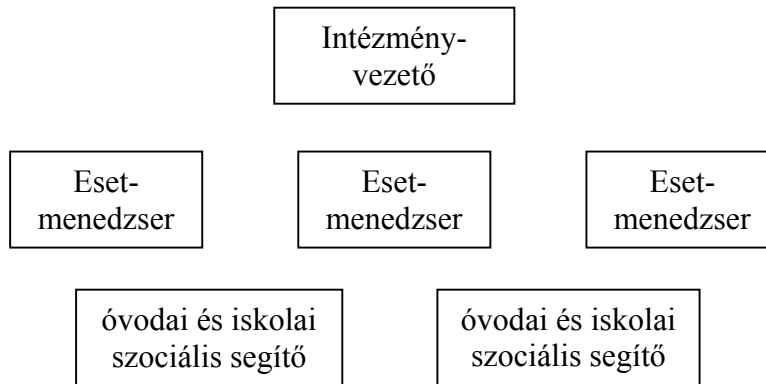 Intézmény-
vezető
Eset-
menedzser
Eset-
menedzser
Eset-
menedzser
óvodai és iskolai
szociális segítő
óvodai és iskolai
szociális segítő